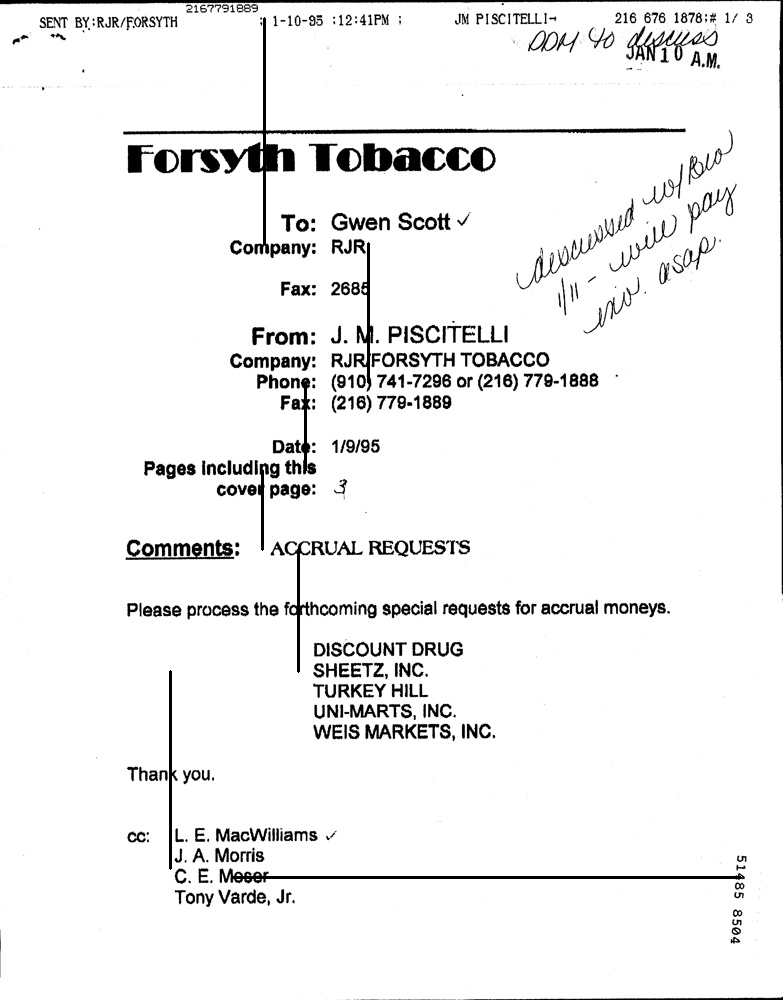 2167791889
SENT BY:RJR/FORSYTH ; 1-10-95 ;12:41PM ; JM PISCITELLI→ 216 676 1878;# 1/ 3
DDM to discuss
JAN 10 A.M.
Forsyth Tobacco
discussed w/
1/11 - will pay
inv. asap.
To: Gwen Scott ✓
Company: RJR
Fax: 2685
From: J. M. PISCITELLI
Company: RJR/FORSYTH TOBACCO
Phone: (910) 741-7296 or (216) 779-1888
Fax: (216) 779-1889
Date: 1/9/95
Pages including this
cover page: 3
Comments: ACCRUAL REQUESTS
Please process the forthcoming special requests for accrual moneys.
DISCOUNT DRUG
SHEETZ, INC.
TURKEY HILL
UNI-MARTS, INC.
WEIS MARKETS, INC.
Thank you.
cc: L. E. MacWilliams ✓
J. A. Morris
C. E. Moser
Tony Varde, Jr.
51485 8504